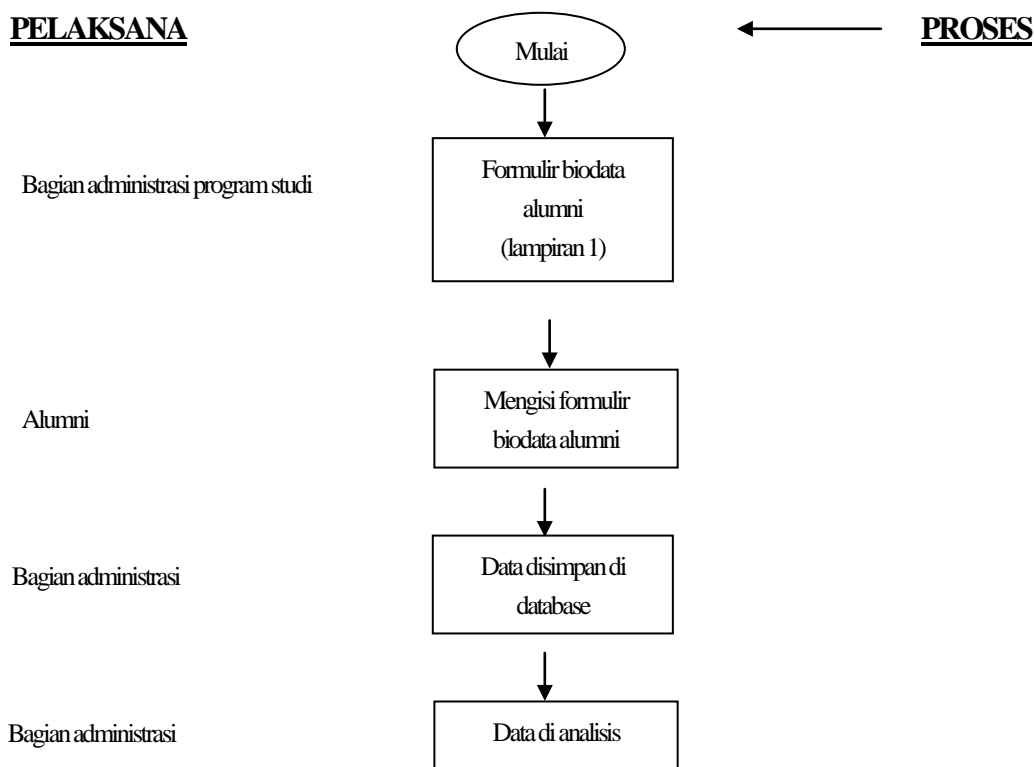 PELAKSANA
PROSES
Mulai
Bagian administrasi program studi
Formulir biodata
alumni
(lampiran 1)
Alumni
Mengisi formulir
biodata alumni
Bagian administrasi
Data disimpan di
database
Bagian administrasi
Data di analisis